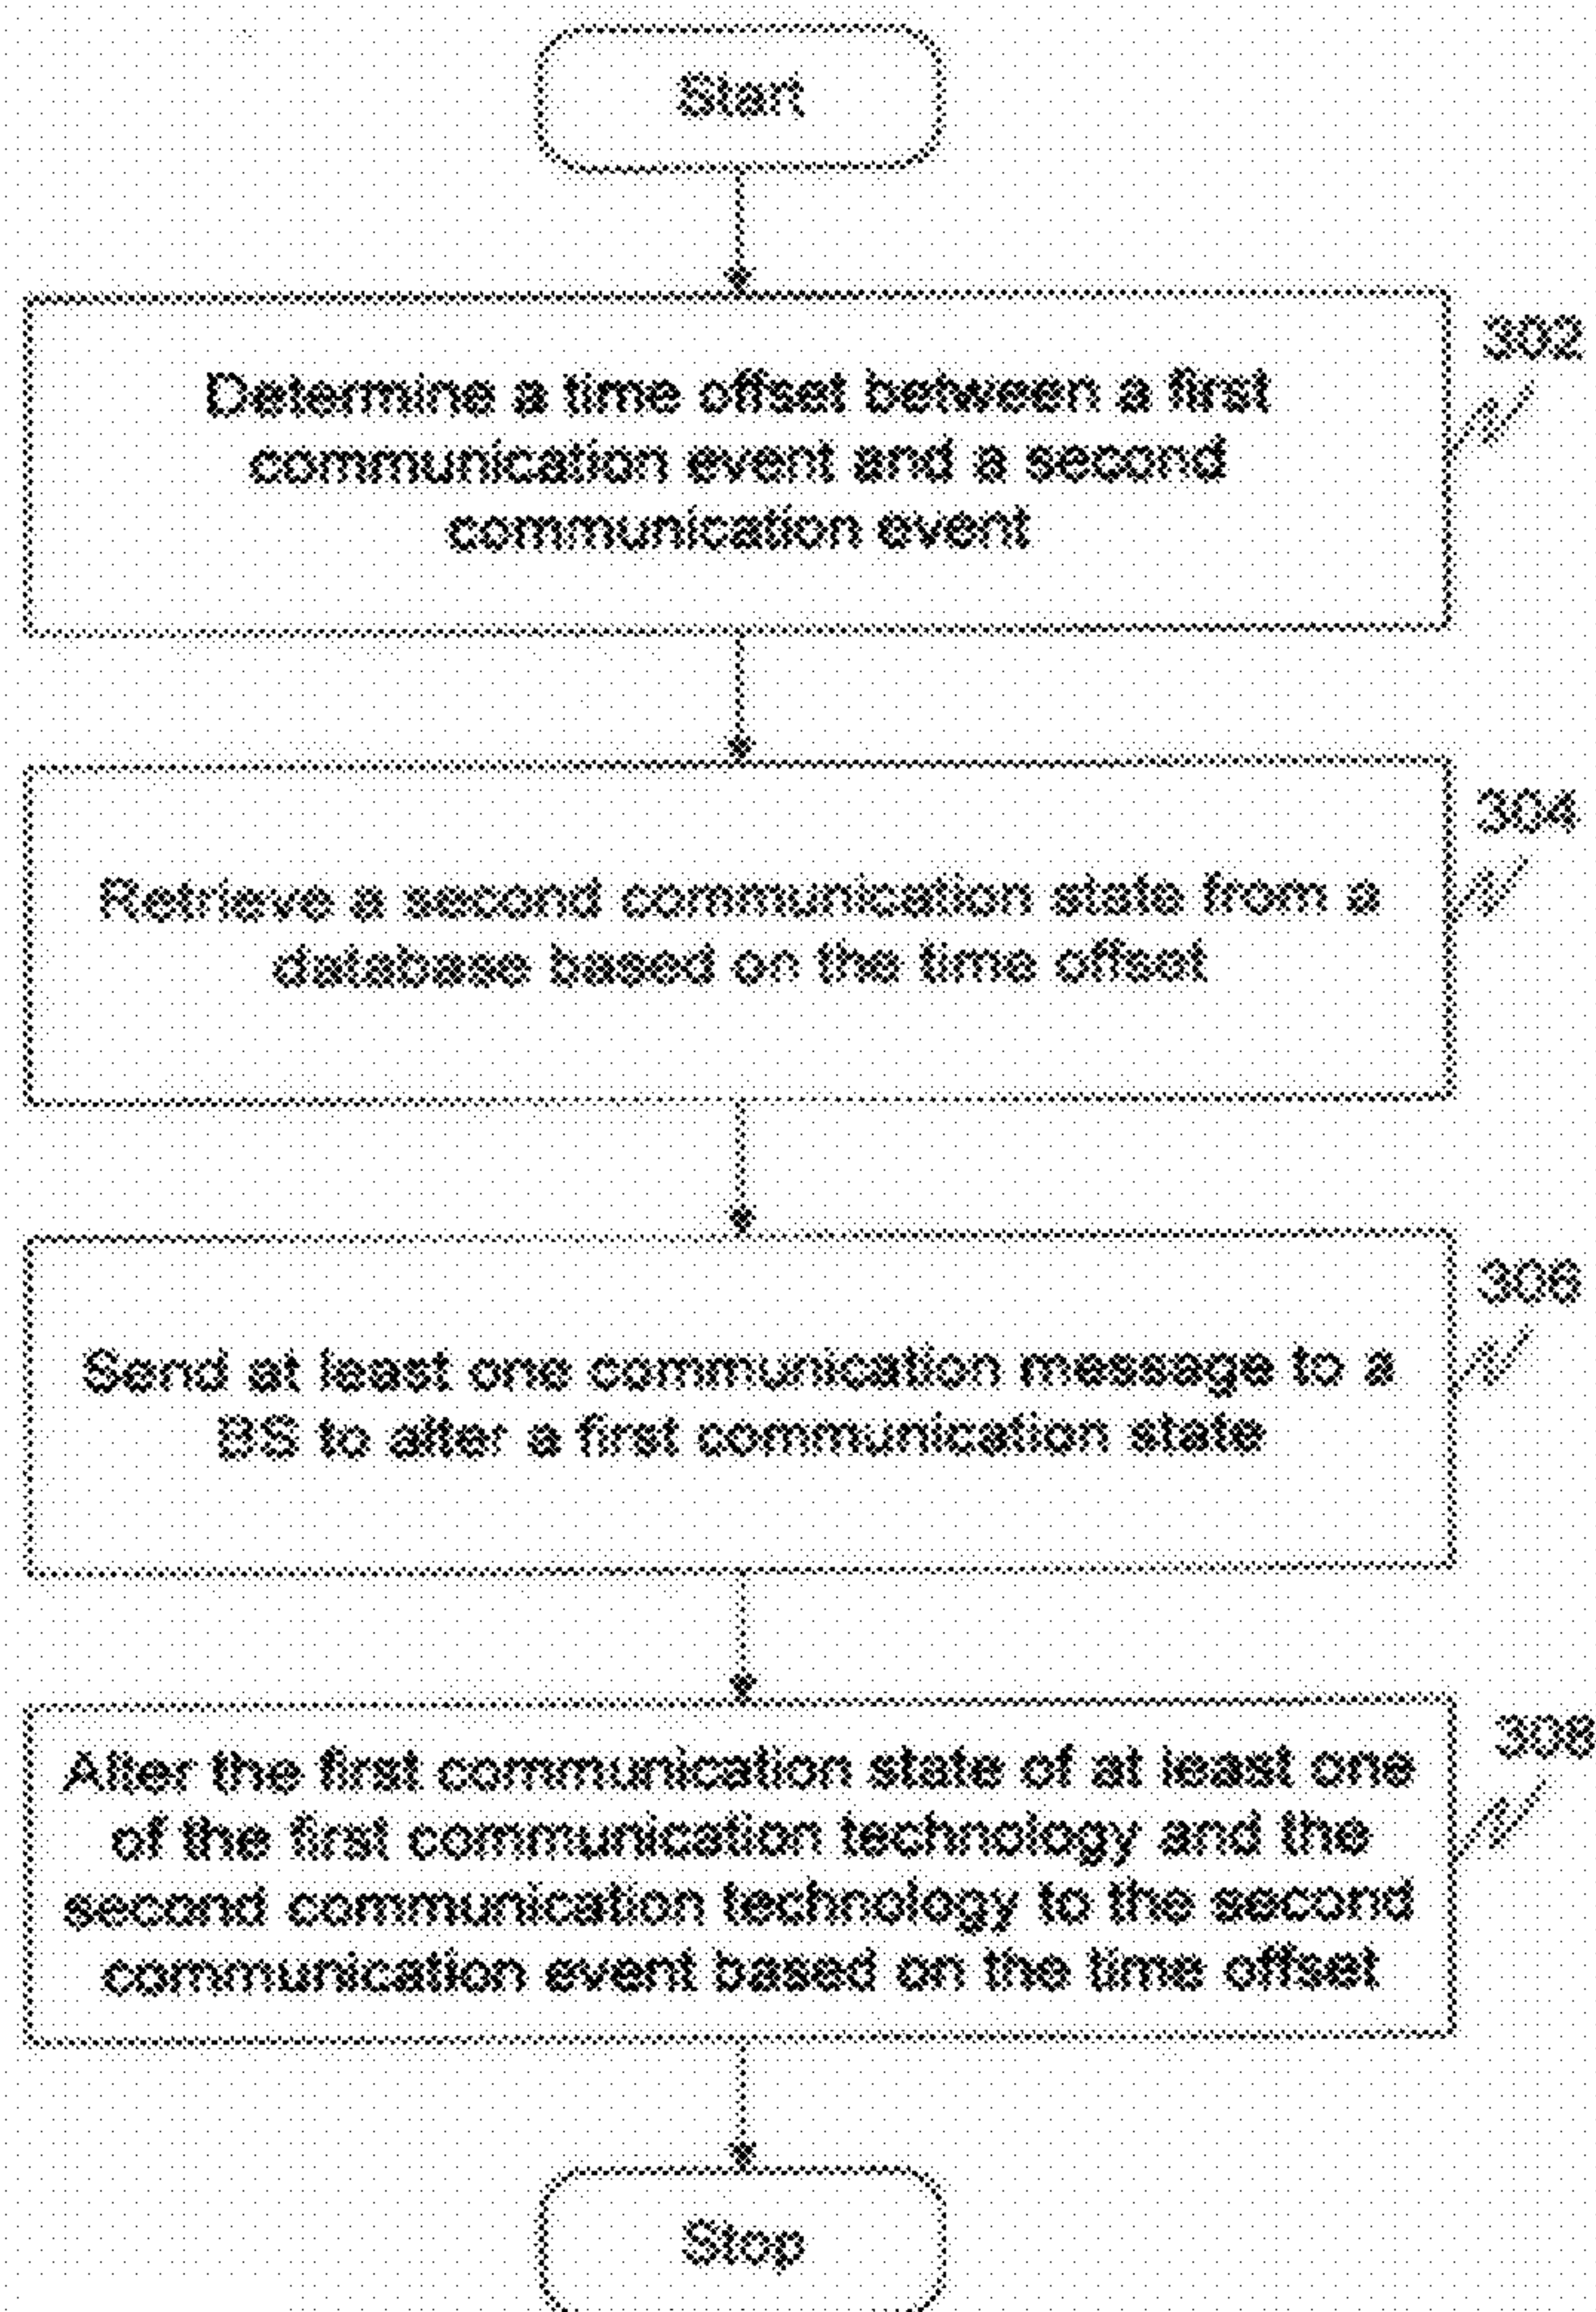 Start
302
Determine a time offset between a first
communication event and a second
communication event
304
Retrieve a second communication state from a
database based on the time offset
306
Send at least one communication message to a
BS to alter a first communication state
308
Alter the first communication state of at least one
of the first communication technology and the
second communication technology to the second
communication event based on the time offset
Stop